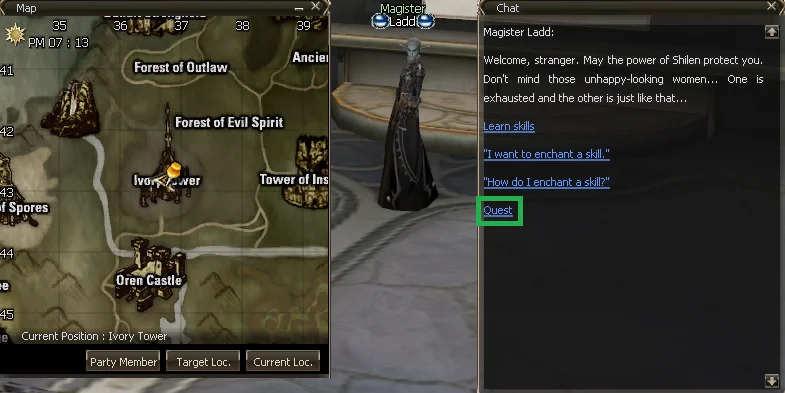 Map
35
36
37
38
39
PM 07 : 13
41
Forest of Outlaw
Ancien
42
Forest of Evil Spirit
Ivory Tower
Tower of Ins
43
of Spores
44
Oren Castle
45
Current Position : Ivory Tower
Party Member
Target Loc.
Current Loc.
Magister
Ladd
Chat
Magister Ladd:
Welcome, stranger. May the power of Shilen protect you.
Don't mind those unhappy-looking women... One is
exhausted and the other is just like that...
Learn skills
"I want to enchant a skill."
"How do I enchant a skill?"
Quest